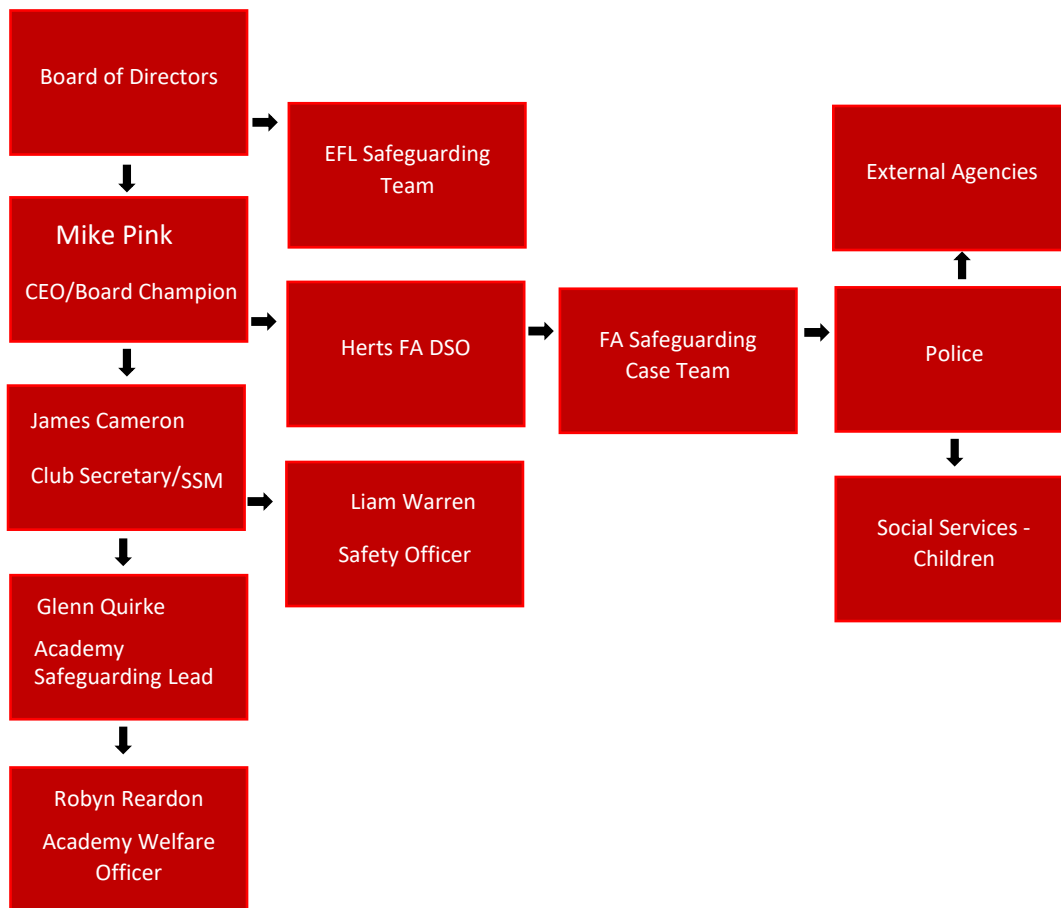 Board of Directors
EFL Safeguarding
Team
External Agencies
Mike Pink
CEO/Board Champion
Herts FA DSO
FA Safeguarding
Case Team
Police
James Cameron
Club Secretary/SSM
Liam Warren
Safety Officer
Social Services -
Children
Glenn Quirke
Academy
Safeguarding Lead
Robyn Reardon
Academy Welfare
Officer